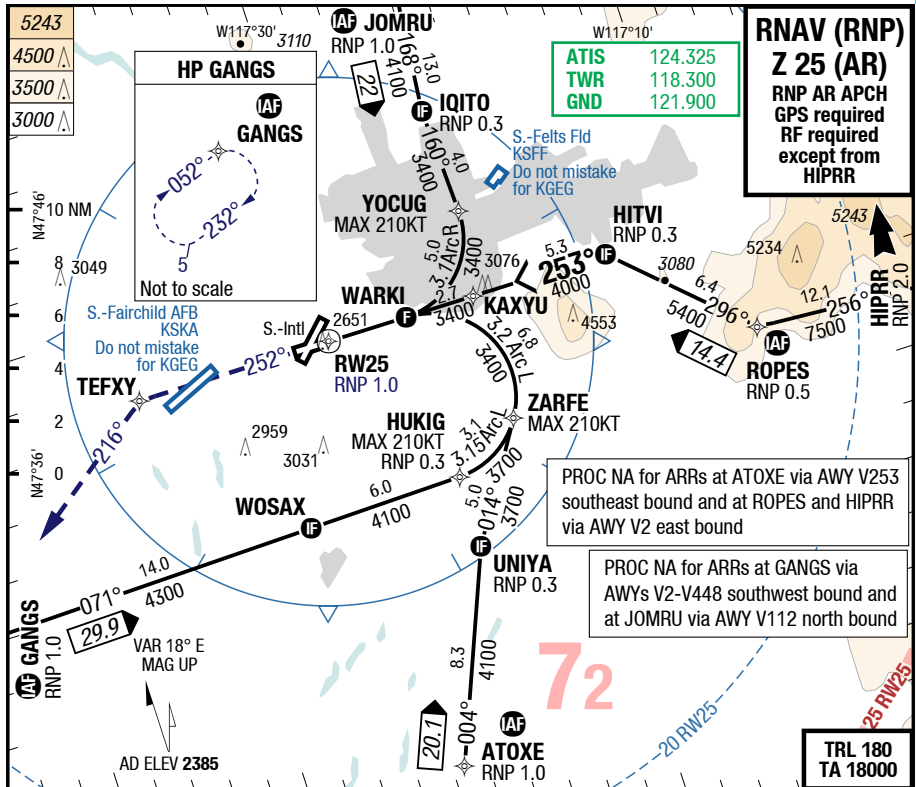 5243
4500
3500
3000
W117°30'
3110
HP GANGS
IAF
GANGS
052°
232°
5
Not to scale
IAF JOMRU
RNP 1.0
168°
13.0
4100
22
IF IQITO
RNP 0.3
160°
4.0
3400
W117°10'
ATIS 124.325
TWR 118.300
GND 121.900
RNAV (RNP)
Z 25 (AR)
RNP AR APCH
GPS required
RF required
except from
HIPRR
S.-Felts Fld
KSFF
Do not mistake
for KGEG
N47°46'
10 NM
8
6
4
2
0
N47°36'
YOCUG
MAX 210KT
5.0
3.1 Arc R
3400
3076
HITVI
IF RNP 0.3
5.3
253°
4000
3080
6.4
296°
5400
14.4
5234
5243
12.1
256°
7500
HIPRR
RNP 2.0
IAF
ROPES
RNP 0.5
3049
S.-Fairchild AFB
KSKA
Do not mistake
for KGEG
S.-Intl
2651
WARKI
F
2.7
3400
KAXYU
4553
3.2 Arc L
6.8
3400
RW25
RNP 1.0
252°
TEFXY
216°
2959
3031
HUKIG
MAX 210KT
RNP 0.3
3.1
3.15 Arc L
3700
ZARFE
MAX 210KT
PROC NA for ARRs at ATOXE via AWY V253
southeast bound and at ROPES and HIPRR
via AWY V2 east bound
WOSAX
IF
6.0
4100
5.0
014°
3700
IF
UNIYA
RNP 0.3
PROC NA for ARRs at GANGS via
AWYs V2-V448 southwest bound and
at JOMRU via AWY V112 north bound
14.0
071°
4300
29.9
IAF GANGS
RNP 1.0
VAR 18° E
MAG UP
AD ELEV 2385
8.3
4100
004°
20.1
IAF
ATOXE
RNP 1.0
72
20 RW25
25 RW25
TRL 180
TA 18000